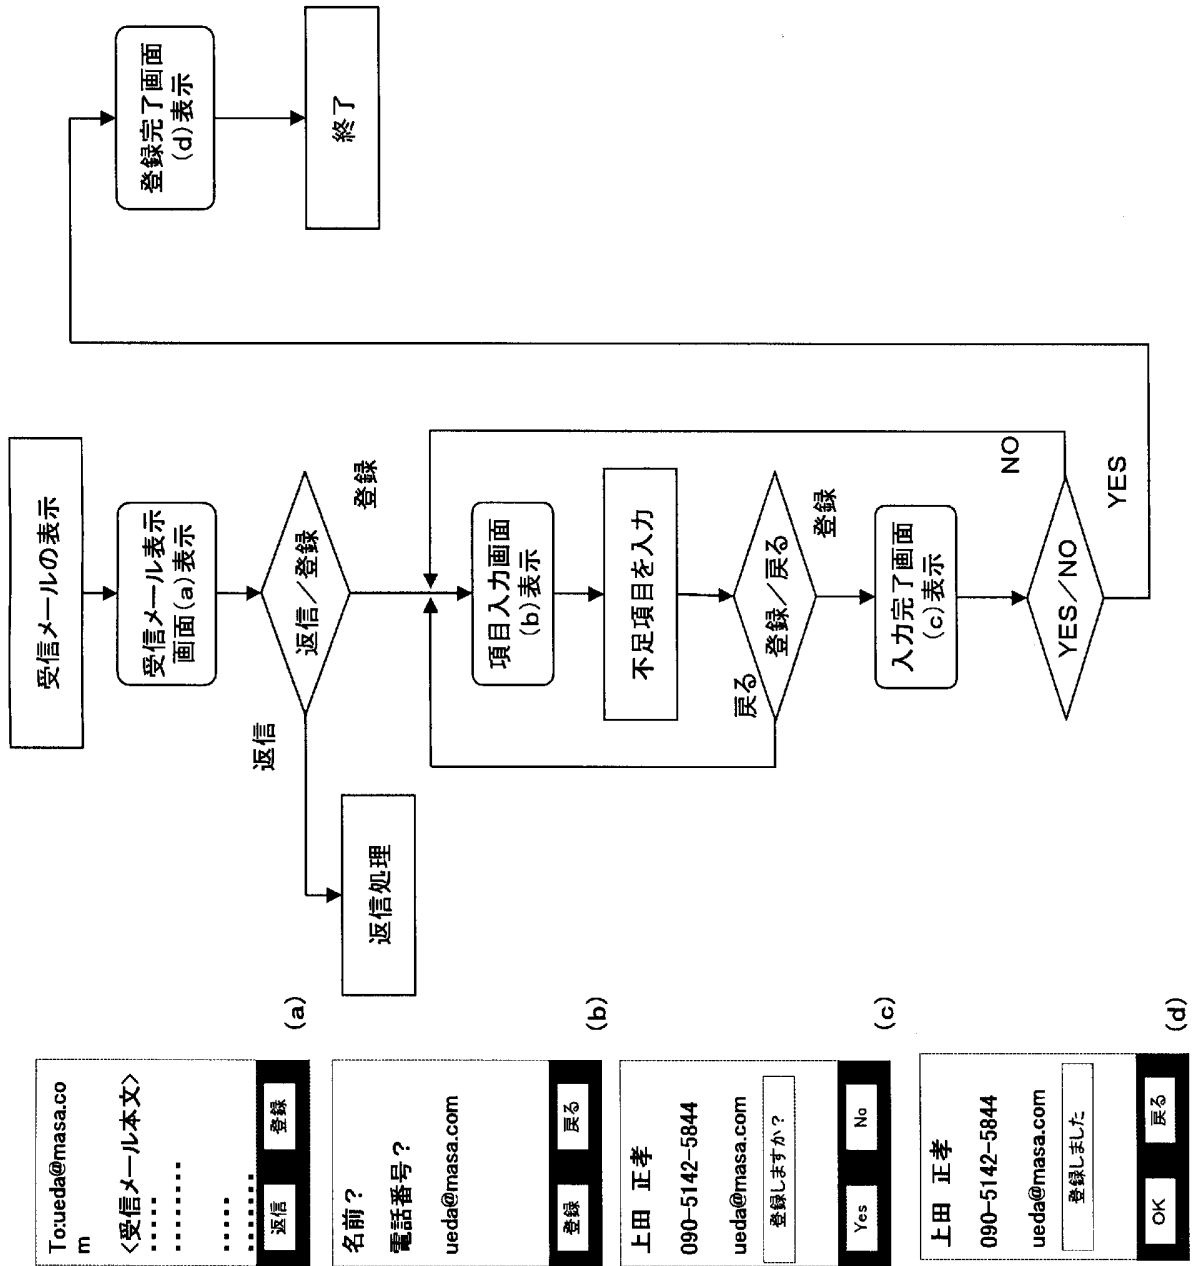 To:ueda@masa.co
m
<受信メール本文>
返信
登録
(a)
名前？
電話番号？
ueda@masa.com
登録
戻る
(b)
上田 正孝
090-5142-5844
ueda@masa.com
登録しますか？
Yes
No
(c)
上田 正孝
090-5142-5844
ueda@masa.com
登録しました
OK
戻る
(d)
受信メールの表示
受信メール表示
画面(a)表示
返信／登録
返信
登録
返信処理
項目入力画面
(b)表示
不足項目を入力
登録／戻る
戻る
登録
入力完了画面
(c)表示
YES／NO
NO
YES
登録完了画面
(d)表示
終了